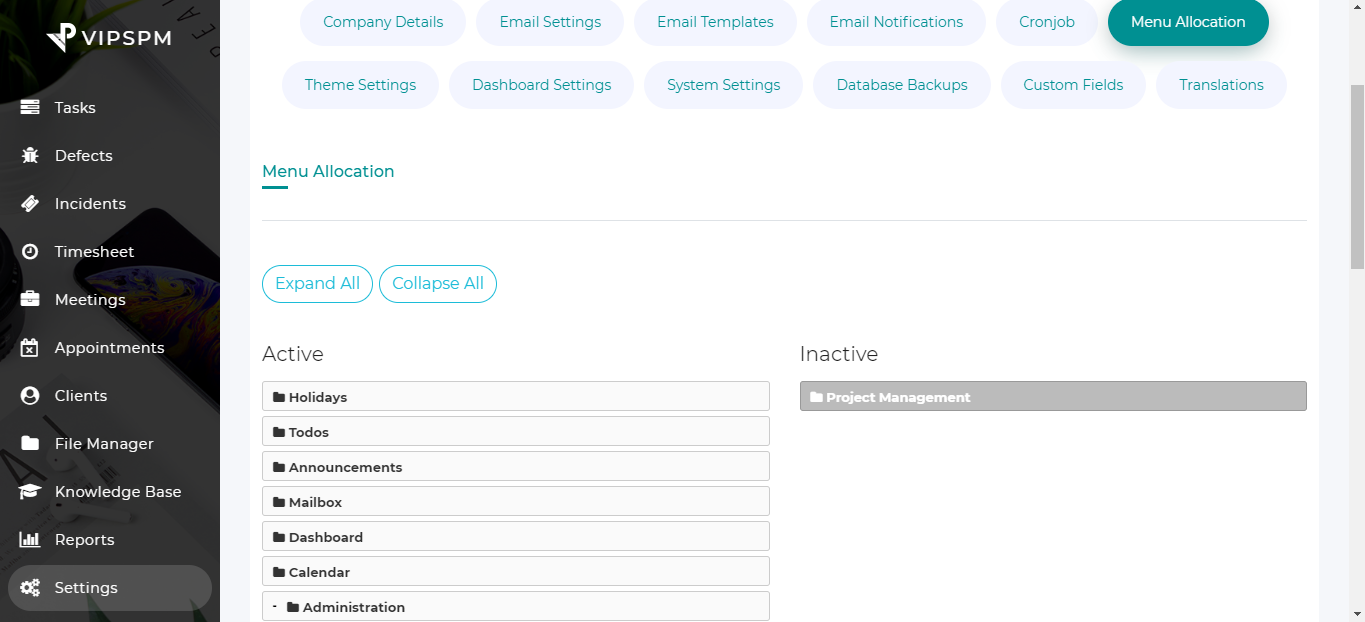 Company Details Email Settings Email Templates Email Notifications Cronjob Menu Allocation
VIPSPM
Theme Settings Dashboard Settings System Settings Database Backups Custom Fields Translations
Tasks
Defects
Incidents
Timesheet
Meetings
Appointments
Clients
File Manager
Knowledge Base
Reports
Settings
Menu Allocation
Expand All Collapse All
Active
Holidays
Todos
Announcements
Mailbox
Dashboard
Calendar
- Administration
Inactive
Project Management